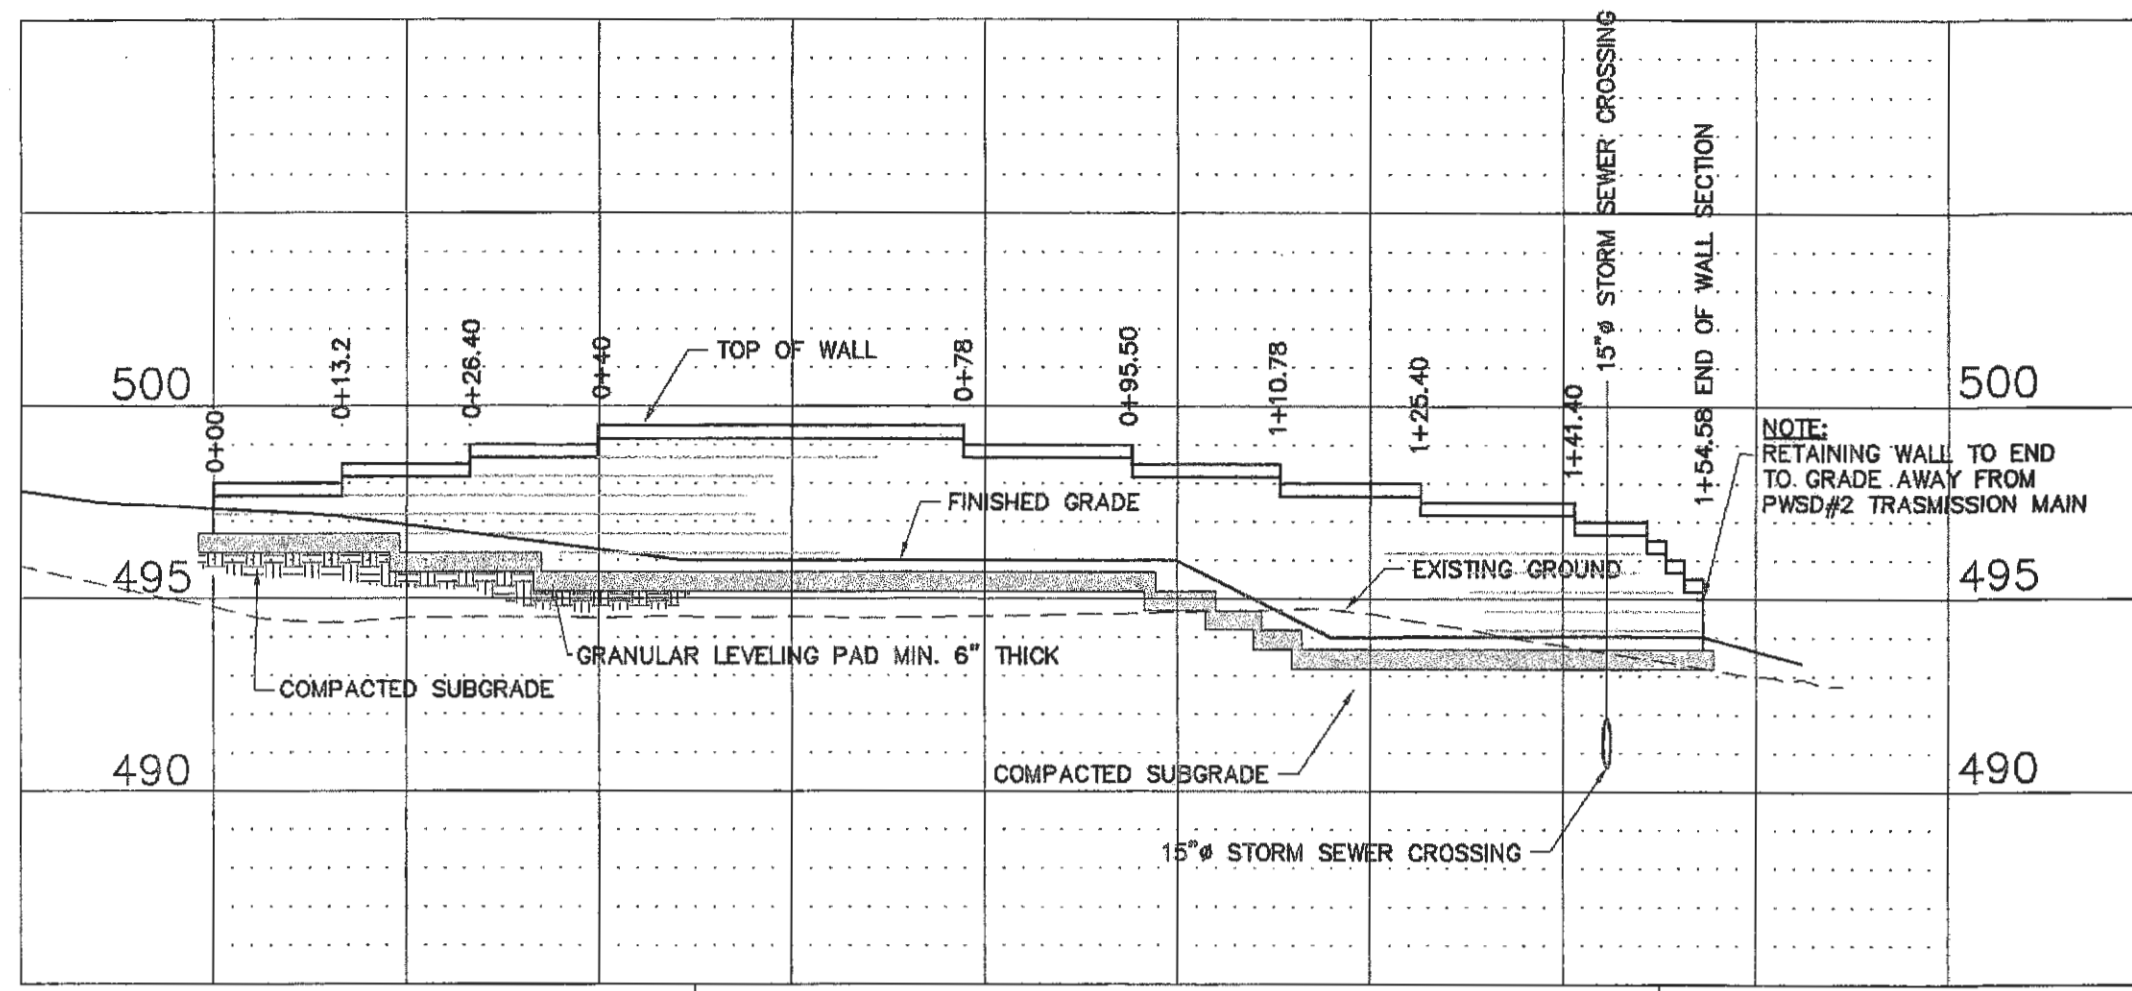 15"ø STORM SEWER CROSSING
1+54.58 END OF WALL SECTION
0+00
0+13.2
0+26.40
0+40
TOP OF WALL
0+78
0+95.50
1+10.78
1+25.40
1+41.40
500
500
NOTE:
RETAINING WALL TO END
TO GRADE AWAY FROM
PWSD#2 TRASMISSION MAIN
FINISHED GRADE
EXISTING GROUND
495
495
GRANULAR LEVELING PAD MIN. 6" THICK
COMPACTED SUBGRADE
490
COMPACTED SUBGRADE
490
15"ø STORM SEWER CROSSING